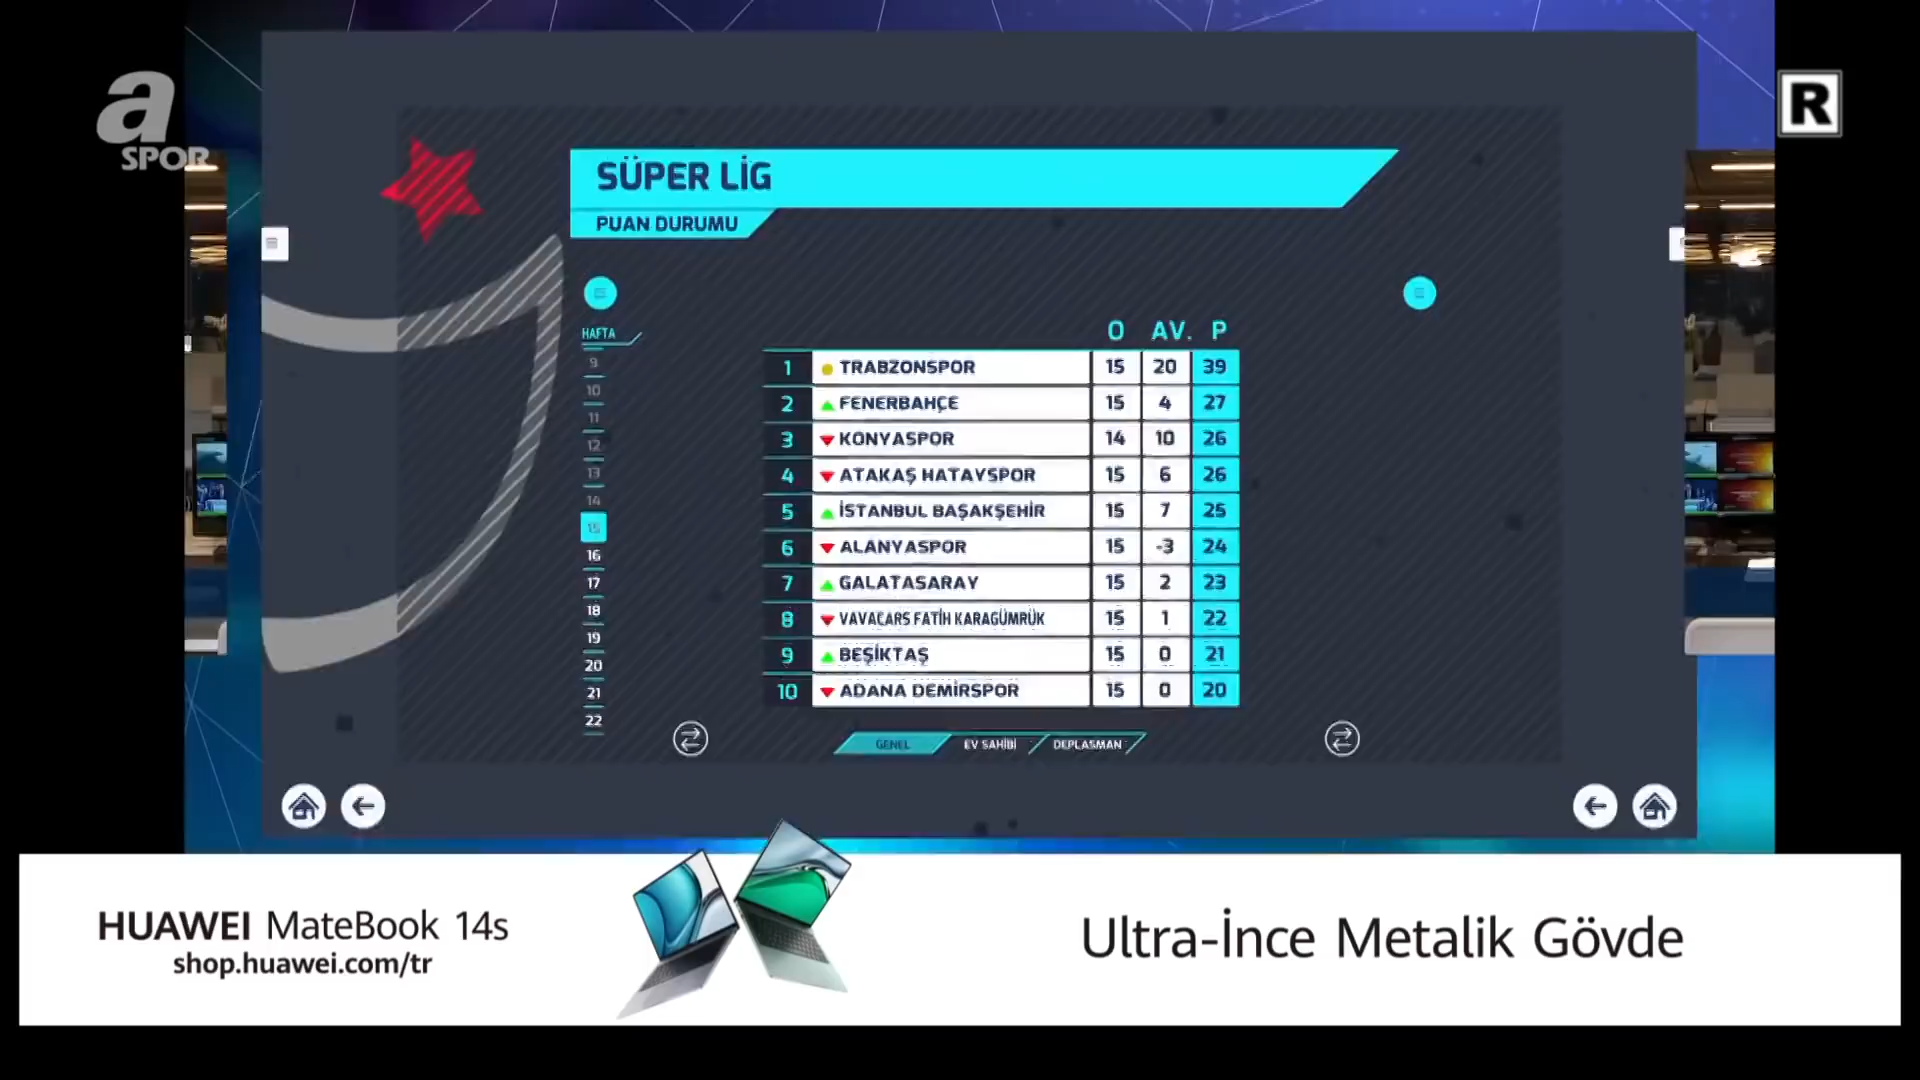 a
SPOR
R
SÜPER LİG
PUAN DURUMU
HAFTA
9
10
11
12
13
14
15
16
17
18
19
20
21
22
O AV. P
1 TRABZONSPOR 15 20 39
2 FENERBAHÇE 15 4 27
3 KONYASPOR 14 10 26
4 ATAKAŞ HATAYSPOR 15 6 26
5 İSTANBUL BAŞAKŞEHİR 15 7 25
6 ALANYASPOR 15 -3 24
7 GALATASARAY 15 2 23
8 VAVACARS FATİH KARAGÜMRÜK 15 1 22
9 BEŞİKTAŞ 15 0 21
10 ADANA DEMİRSPOR 15 0 20
GENEL EV SAHİBİ DEPLASMAN
HUAWEI MateBook 14s
shop.huawei.com/tr
Ultra-İnce Metalik Gövde